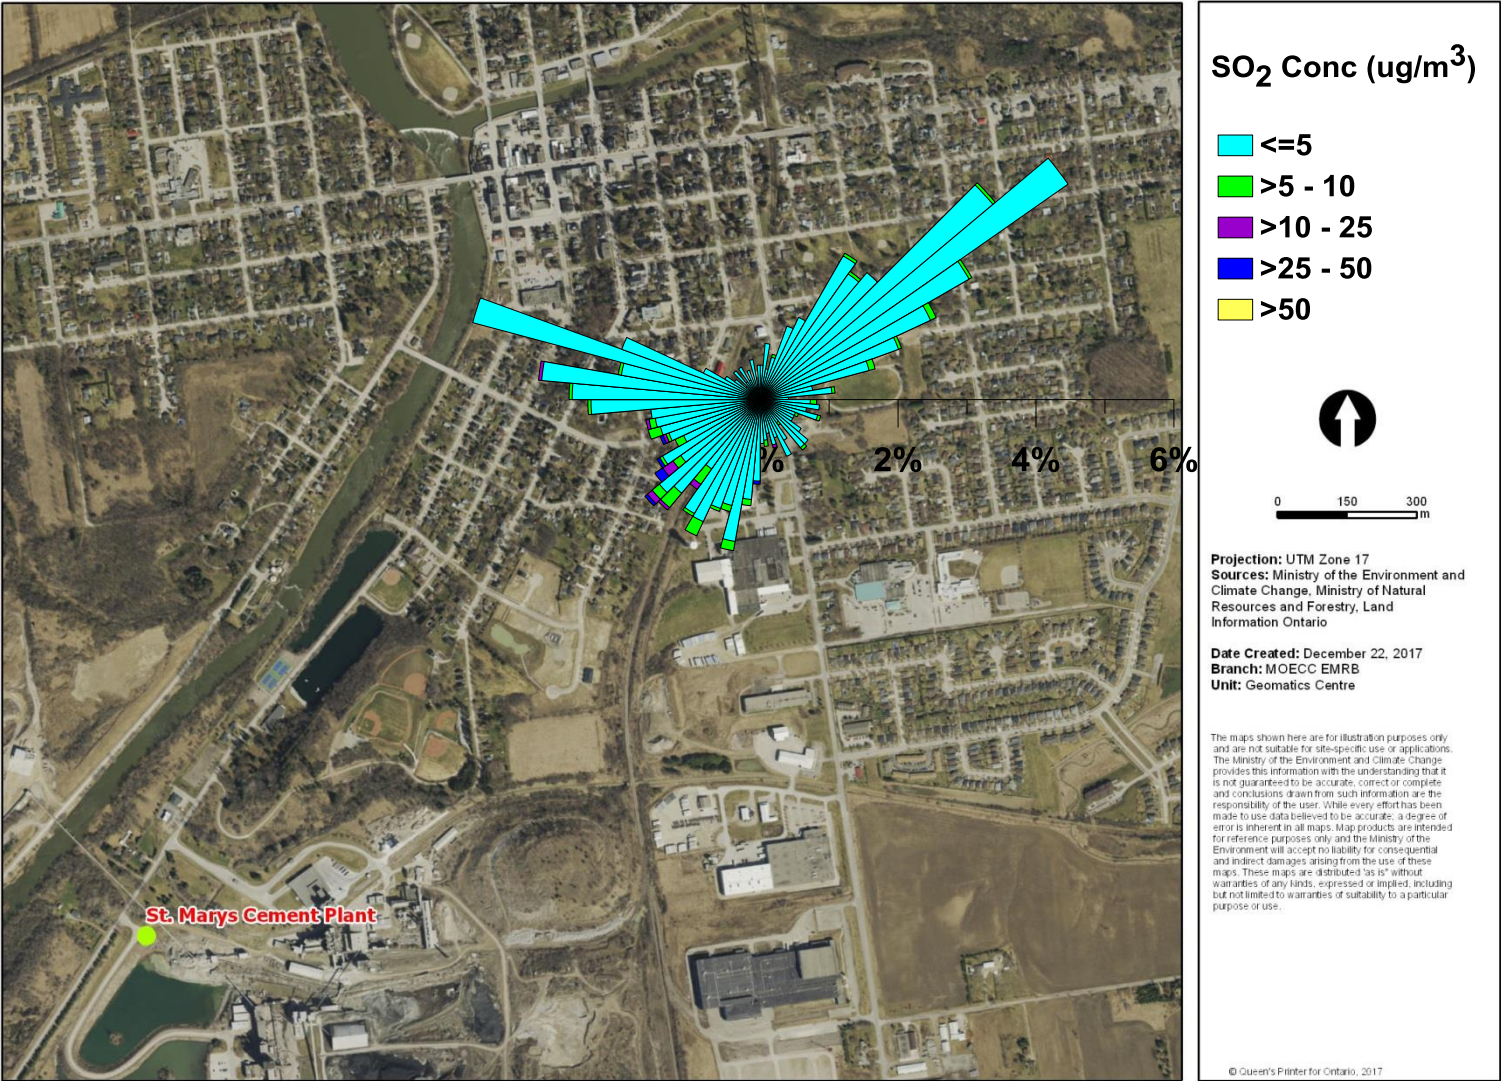 SO2 Conc (ug/m3)
<=5
>5 - 10
>10 - 25
>25 - 50
>50
%
2%
4%
6%
0 150 300
m
Projection: UTM Zone 17
Sources: Ministry of the Environment and
Climate Change, Ministry of Natural
Resources and Forestry, Land
Information Ontario
Date Created: December 22, 2017
Branch: MOECC EMRB
Unit: Geomatics Centre
The maps shown here are for illustration purposes only
and are not suitable for site-specific use or applications.
The Ministry of the Environment and Climate Change
provides this information with the understanding that it
is not guaranteed to be accurate, correct or complete
and conclusions drawn from such information are the
responsibility of the user. While every effort has been
made to use data believed to be accurate; a degree of
error is inherent in all maps. Map products are intended
for reference purposes only and the Ministry of the
Environment will accept no liability for consequential
and indirect damages arising from the use of these
maps. These maps are distributed 'as is" without
warranties of any kinds, expressed or implied, including
but not limited to warranties of suitability to a particular
purpose or use.
St. Marys Cement Plant
© Queen's Printer for Ontario, 2017